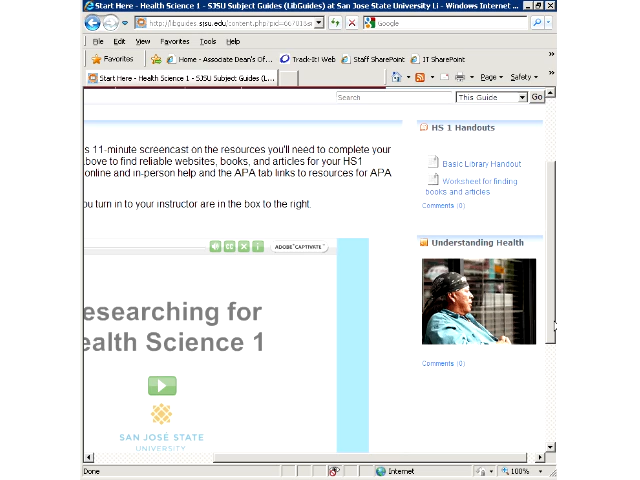 Start Here - Health Science 1 - SJSU Subject Guides (LibGuides) at San Jose State University Li - Windows Internet ...
http://libguides.sjsu.edu/content.php?pid=66701&si
Google
File Edit View Favorites Tools Help
Favorites Home - Associate Dean's Of... Track-It! Web Staff SharePoint IT SharePoint
Start Here - Health Science 1 - SJSU Subject Guides (L...
Page Safety
Search This Guide Go
HS 1 Handouts
s 11-minute screencast on the resources you'll need to complete your
bove to find reliable websites, books, and articles for your HS1
online and in-person help and the APA tab links to resources for APA
Basic Library Handout
Worksheet for finding
books and articles.
Comments (0)
ou turn in to your instructor are in the box to the right.
Understanding Health
CC X i ADOBE® CAPTIVATE™
esearching for
ealth Science 1
SAN JOSÉ STATE
UNIVERSITY
Comments (0)
Done Internet 100%